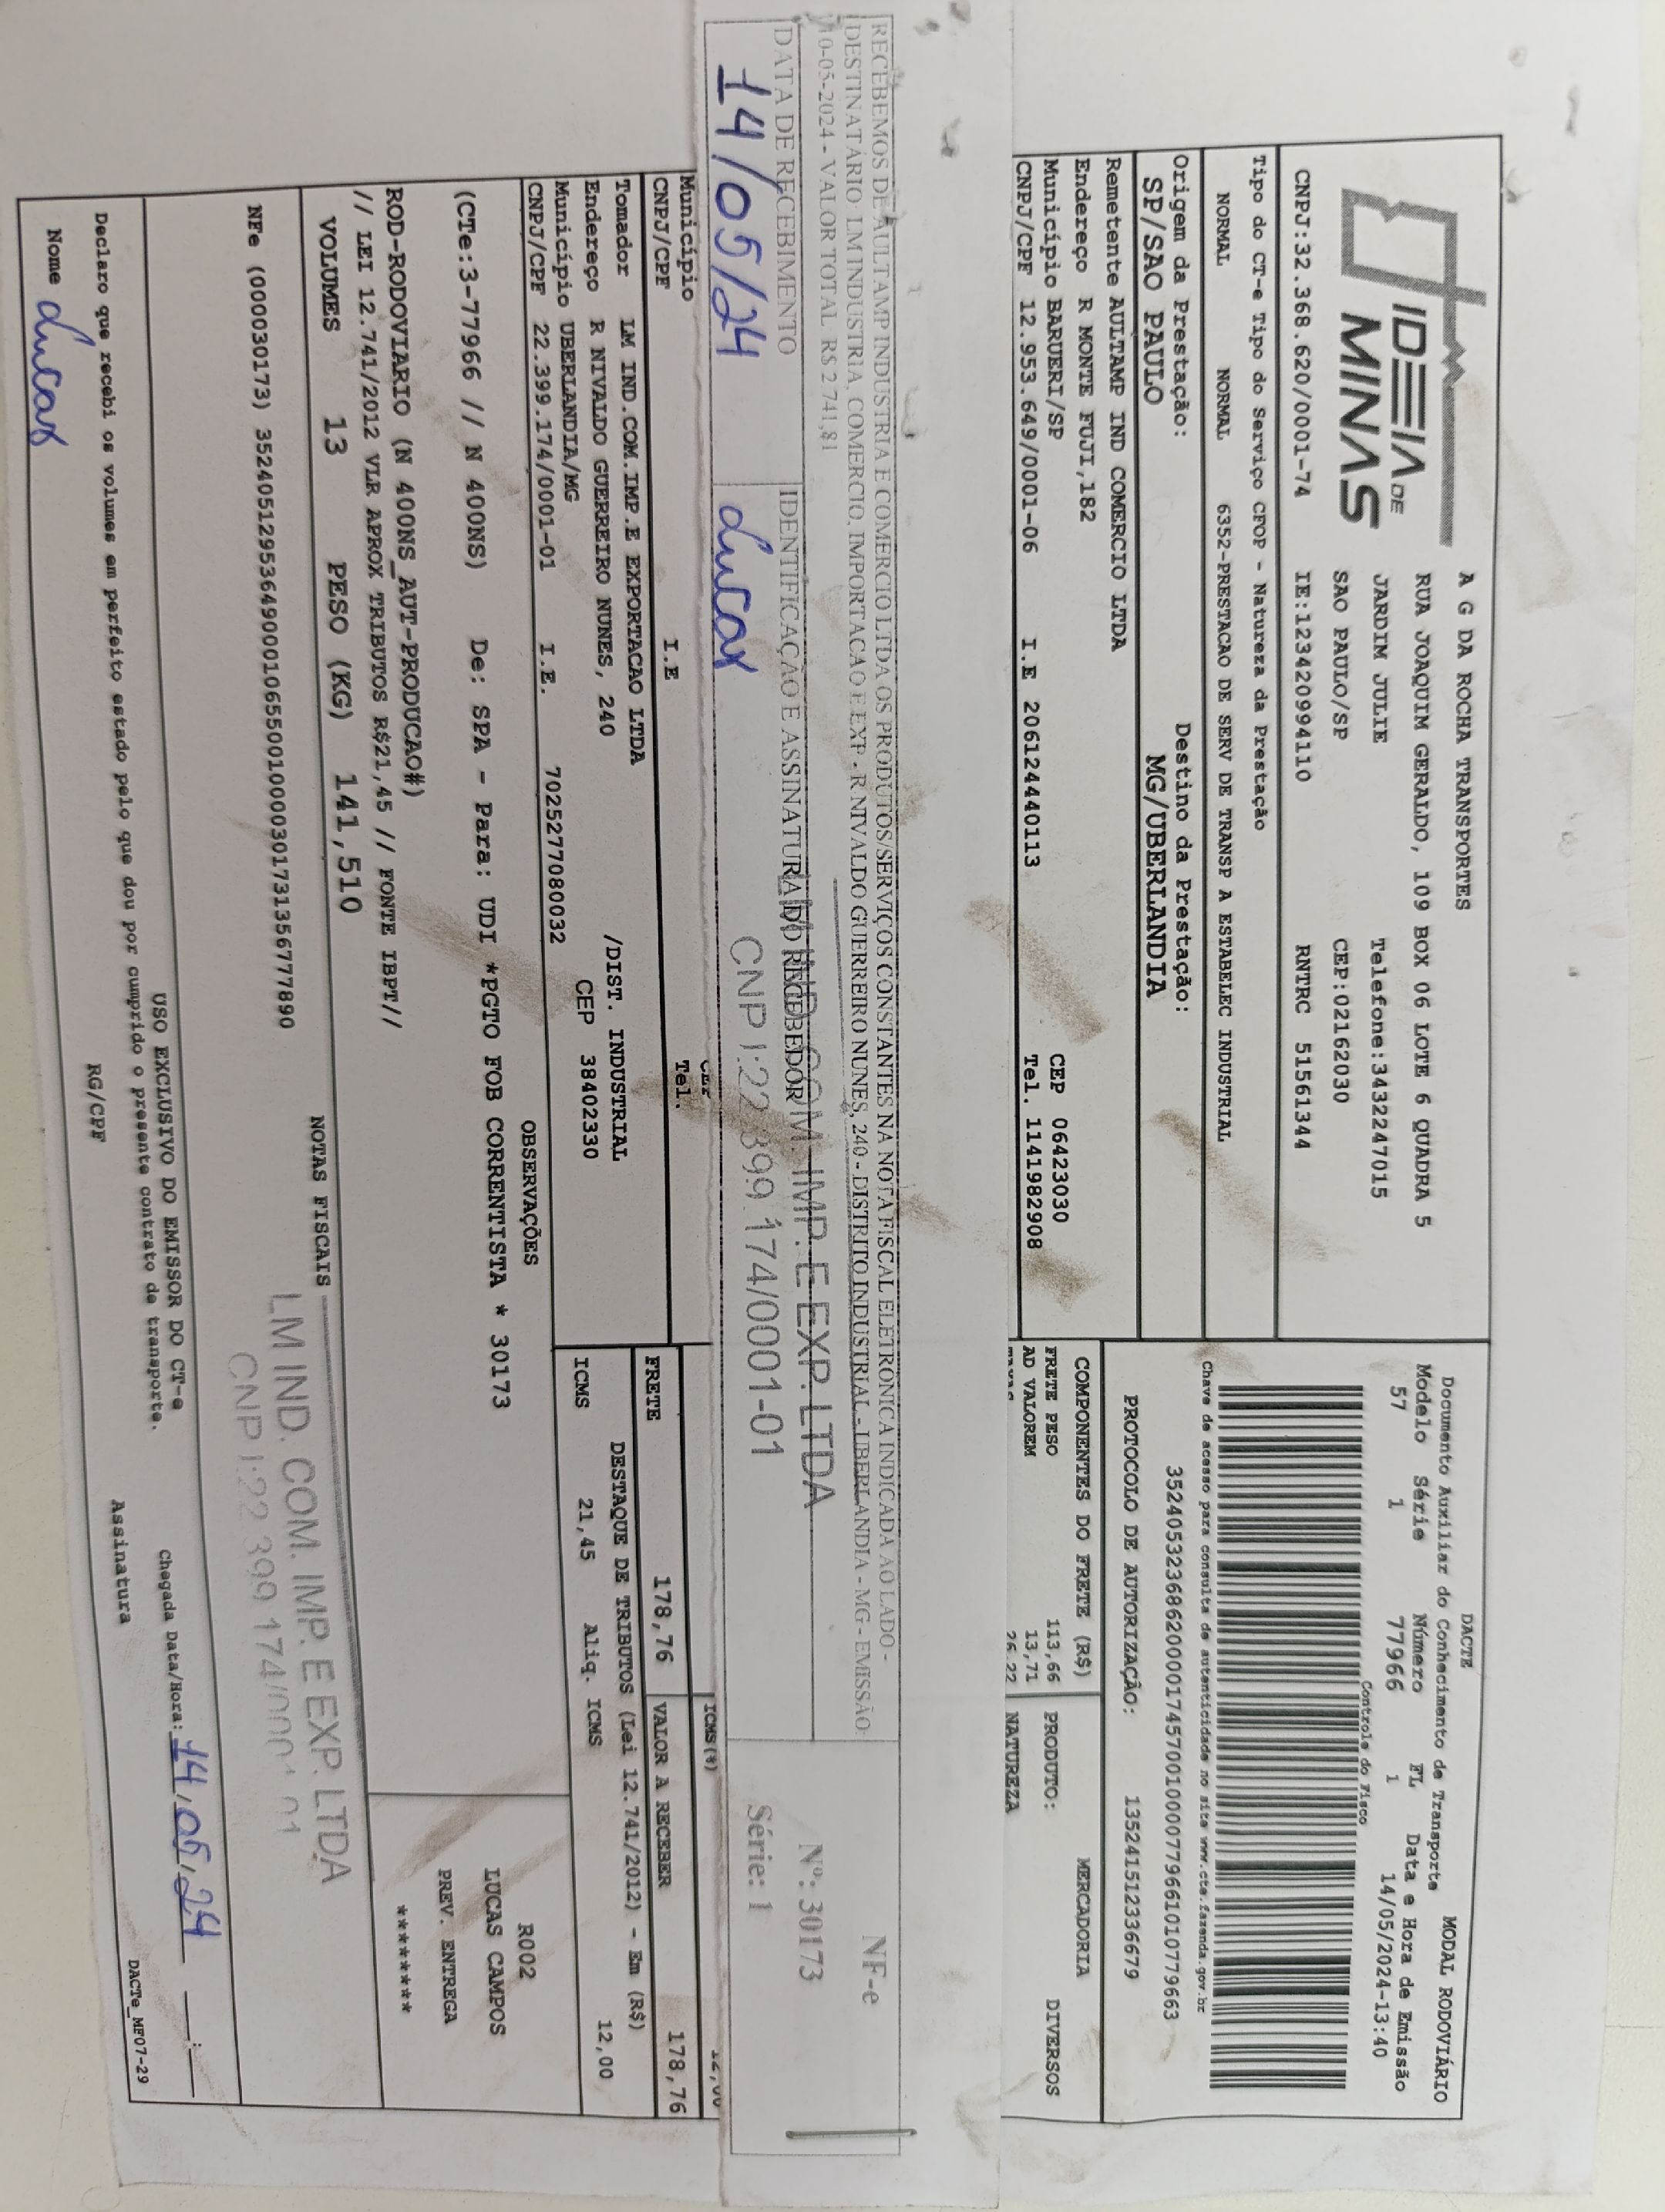 IDEIA DE
MINAS
A G DA ROCHA TRANSPORTES
RUA JOAQUIM GERALDO, 109 BOX 06 LOTE 6 QUADRA 5
JARDIM JULIE Telefone:3432247015
SAO PAULO/SP CEP:02162030
CNPJ:32.368.620/0001-74 IE:123420994110 RNTRC 51561344
Tipo do CT-e Tipo do Serviço CFOP - Natureza da Prestação
NORMAL NORMAL 6352-PRESTACAO DE SERV DE TRANSP A ESTABELEC INDUSTRIAL
Origem da Prestação: Destino da Prestação:
SP/SAO PAULO MG/UBERLANDIA
Remetente AULTAMP IND COMERCIO LTDA
Endereço R MONTE FUJI,182
Município BARUERI/SP CEP 06423030
CNPJ/CPF 12.953.649/0001-06 I.E 206124440113 Tel. 1141982908
DACTE MODAL RODOVIÁRIO
Documento Auxiliar do Conhecimento de Transporte
Modelo Série Número FL Data e Hora de Emissão
57 1 77966 1 14/05/2024-13:40
Controle do Fisco
Chave de acesso para consulta de autenticidade no site www.cte.fazenda.gov.br
35240532368620000174570010000779661010779663
PROTOCOLO DE AUTORIZAÇÃO: 135241512336679
COMPONENTES DO FRETE (R$) PRODUTO: MERCADORIA DIVERSOS
FRETE PESO 113,66
AD VALOREM 13,71 NATUREZA
26,22
RECEBEMOS DE AULTAMP INDUSTRIA E COMERCIO LTDA OS PRODUTOS/SERVIÇOS CONSTANTES NA NOTA FISCAL ELETRONICA INDICADA AO LADO -
DESTINATÁRIO: LM INDUSTRIA, COMERCIO, IMPORTACAO E EXP - R NIVALDO GUERREIRO NUNES, 240 - DISTRITO INDUSTRIAL - UBERLANDIA - MG - EMISSÃO:
10-05-2024 - VALOR TOTAL R$ 2.741,81
DATA DE RECEBIMENTO IDENTIFICAÇÃO E ASSINATURA DO RECEBEDOR
14/05/24 Lucas
LM IND. COM. IMP. E EXP. LTDA
CNPJ:22 399.174/0001-01
NF-e
Nº: 30173
Série: 1
Município CEP
CNPJ/CPF I.E Tel.
ICMS(%)
12,00
Tomador LM IND.COM.IMP.E EXPORTACAO LTDA
Endereço R NIVALDO GUERREIRO NUNES, 240 /DIST. INDUSTRIAL
Município UBERLANDIA/MG CEP 38402330
CNPJ/CPF 22.399.174/0001-01 I.E. 7025277080032
FRETE 178,76 VALOR A RECEBER 178,76
DESTAQUE DE TRIBUTOS (Lei 12.741/2012) - Em (R$)
ICMS 21,45 Aliq. ICMS 12,00
OBSERVAÇÕES
(CTe:3-77966 // N 400NS) De: SPA - Para: UDI *PGTO FOB CORRENTISTA * 30173
ROD-RODOVIARIO (N 400NS_AUT-PRODUCAO#)
// LEI 12.741/2012 VLR APROX TRIBUTOS R$21,45 // FONTE IBPT//
R002
LUCAS CAMPOS
PREV. ENTREGA
********
VOLUMES 13 PESO (KG) 141,510
NOTAS FISCAIS
NFe (000030173) 35240512953649000106550010000301731356777890
LM IND. COM. IMP. E EXP. LTDA
CNPJ:22 399 174/0001 01
USO EXCLUSIVO DO EMISSOR DO CT-e
Declaro que recebi os volumes em perfeito estado pelo que dou por cumprido o presente contrato de transporte.
Chegada Data/Hora: 14/05/24 __:__
Nome Lucas RG/CPF Assinatura
DACTe_MF07-29